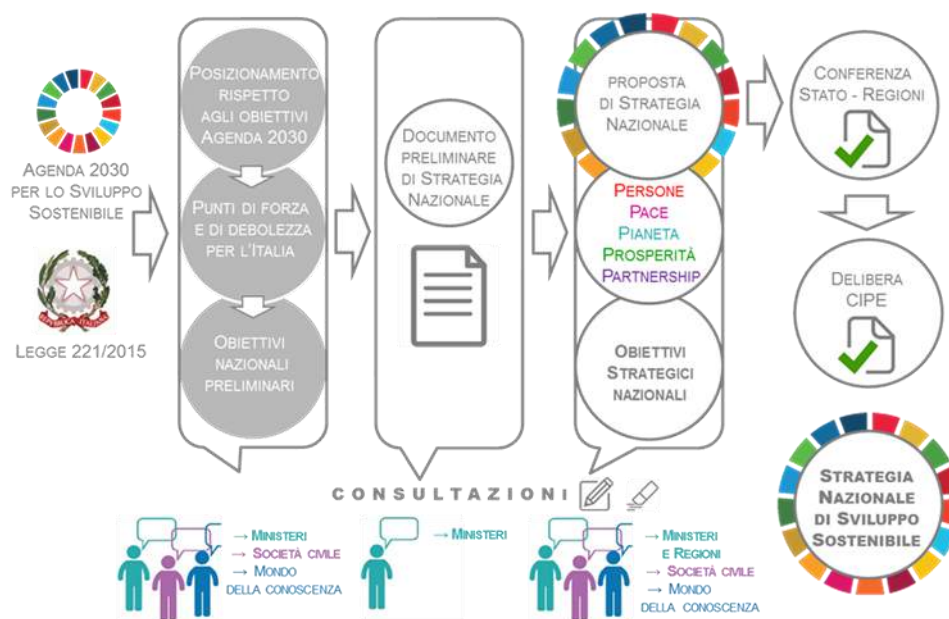 AGENDA 2030
PER LO SVILUPPO
SOSTENIBILE
REPVBBLICA ITALIANA
LEGGE 221/2015
POSIZIONAMENTO
RISPETTO
AGLI OBIETTIVI
AGENDA 2030
PUNTI DI FORZA
E DI DEBOLEZZA
PER L'ITALIA
OBIETTIVI
NAZIONALI
PRELIMINARI
DOCUMENTO
PRELIMINARE
DI STRATEGIA
NAZIONALE
PROPOSTA
DI STRATEGIA
NAZIONALE
PERSONE
PACE
PIANETA
PROSPERITÀ
PARTNERSHIP
OBIETTIVI
STRATEGICI
NAZIONALI
CONFERENZA
STATO - REGIONI
DELIBERA
CIPE
STRATEGIA
NAZIONALE
DI SVILUPPO
SOSTENIBILE
CONSULTAZIONI
→ MINISTERI
→ SOCIETÀ CIVILE
→ MONDO
DELLA CONOSCENZA
→ MINISTERI
→ MINISTERI
E REGIONI
→ SOCIETÀ CIVILE
→ MONDO
DELLA CONOSCENZA